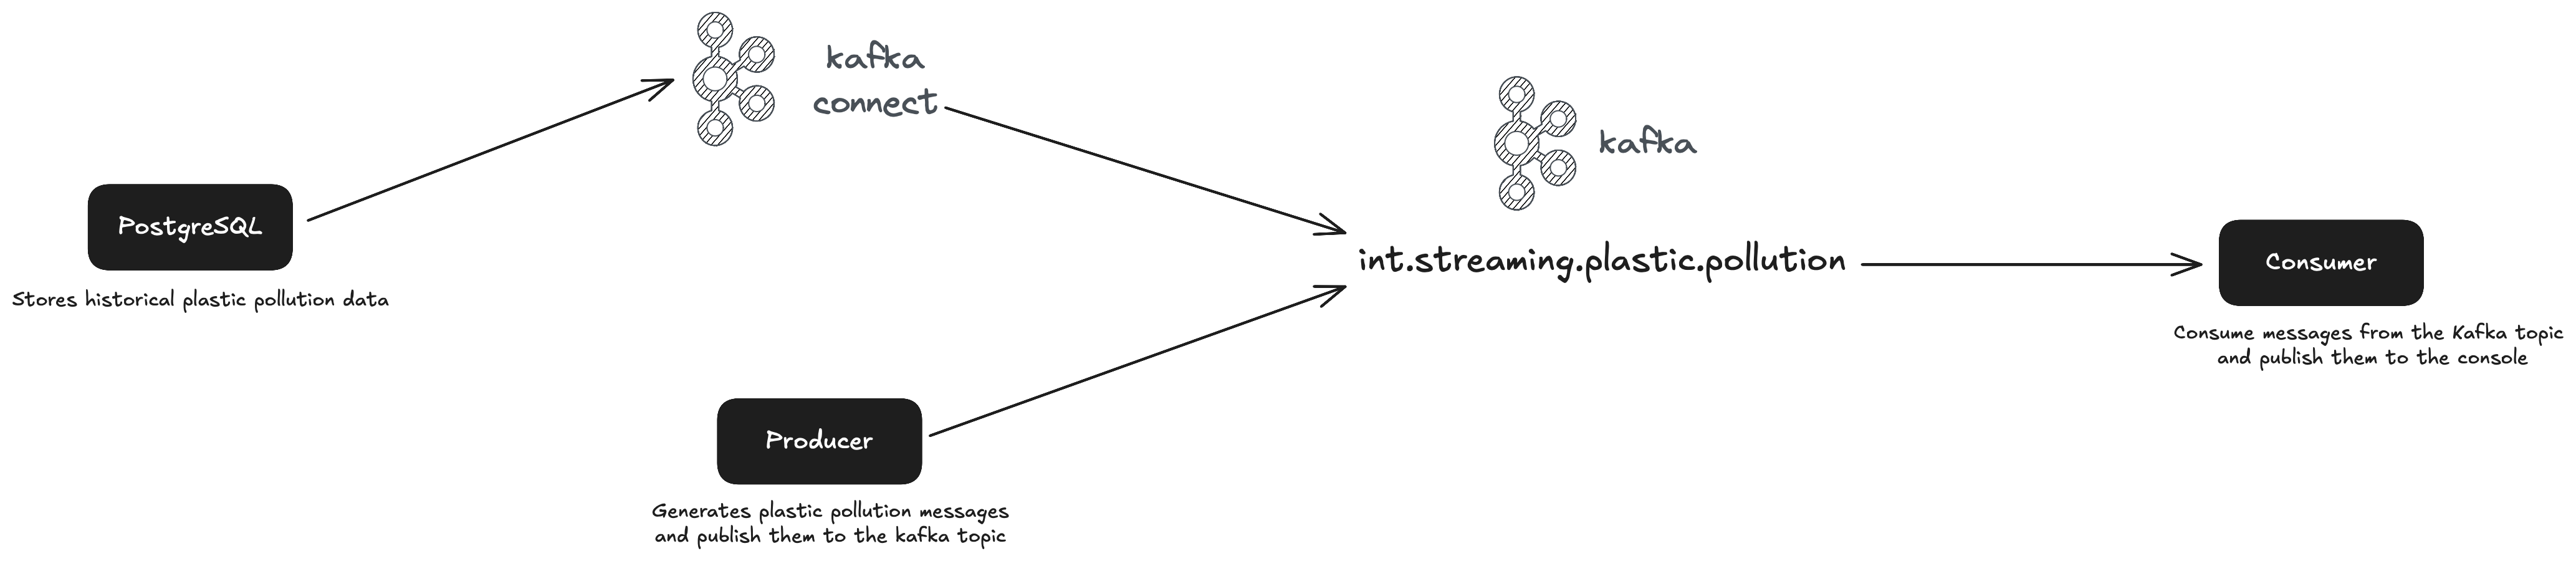 kafka
connect
kafka
PostgreSQL
Stores historical plastic pollution data
int.streaming.plastic.pollution
Consumer
Consume messages from the Kafka topic
and publish them to the console
Producer
Generates plastic pollution messages
and publish them to the kafka topic